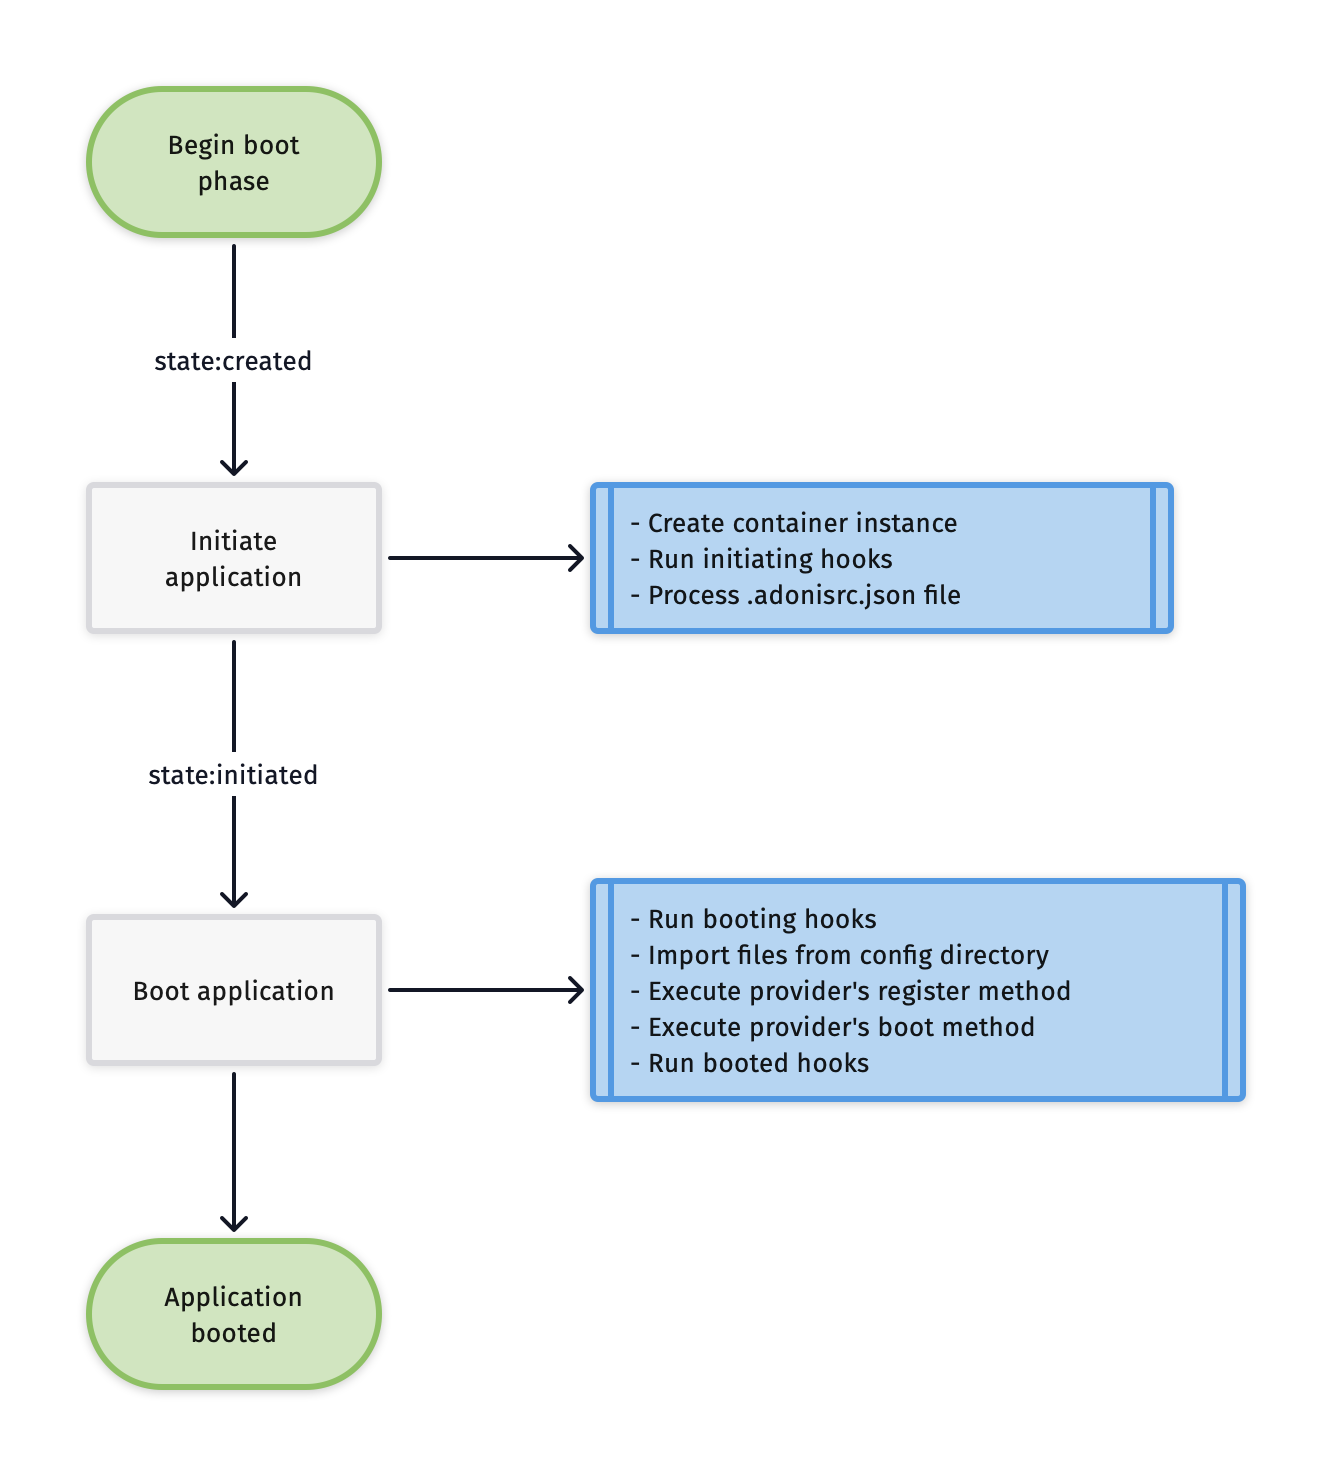 Begin boot
phase
state:created
Initiate
application
- Create container instance
- Run initiating hooks
- Process .adonisrc.json file
state:initiated
Boot application
- Run booting hooks
- Import files from config directory
- Execute provider's register method
- Execute provider's boot method
- Run booted hooks
Application
booted